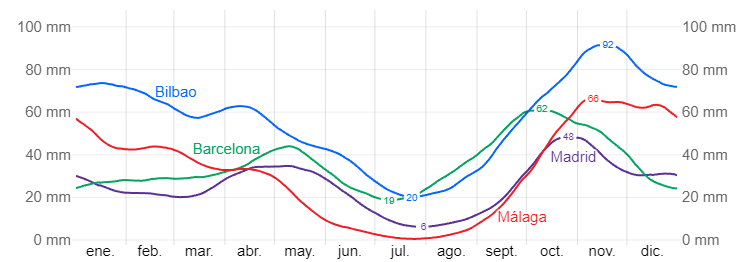 100 mm 100 mm
92
80 mm 80 mm
Bilbao
66
60 mm 62 60 mm
48
Barcelona
40 mm Madrid 40 mm
20 mm 19 20 20 mm
Málaga
6
0 mm 0 mm
ene. feb. mar. abr. may. jun. jul. ago. sept. oct. nov. dic.